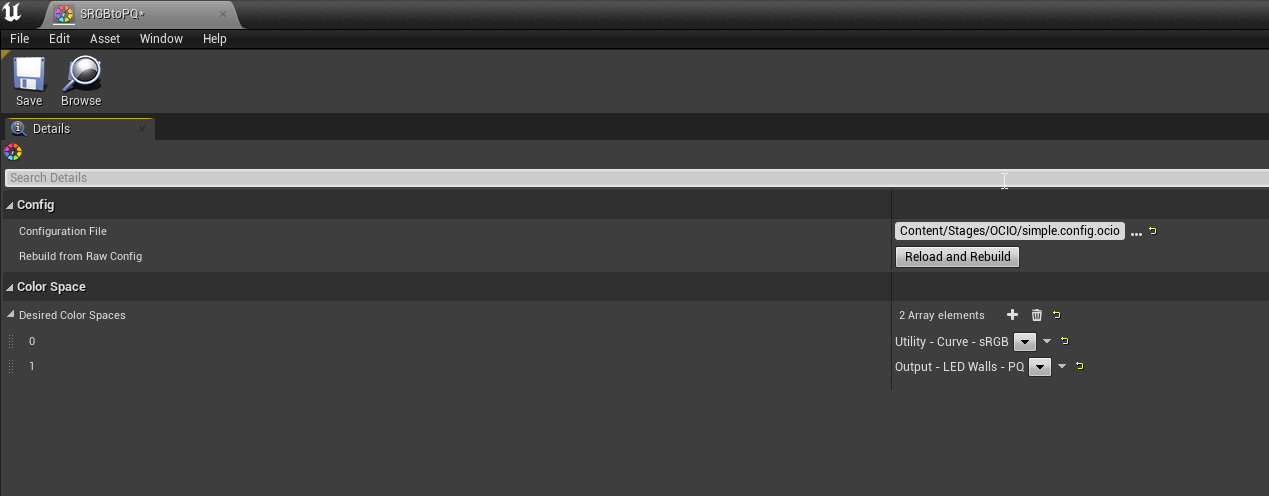 SRGBtoPQ*
File Edit Asset Window Help
Save Browse
Details
Search Details
Config
Configuration File Content/Stages/OCIO/simple.config.ocio ...
Rebuild from Raw Config Reload and Rebuild
Color Space
Desired Color Spaces 2 Array elements
0 Utility - Curve - sRGB
1 Output - LED Walls - PQ